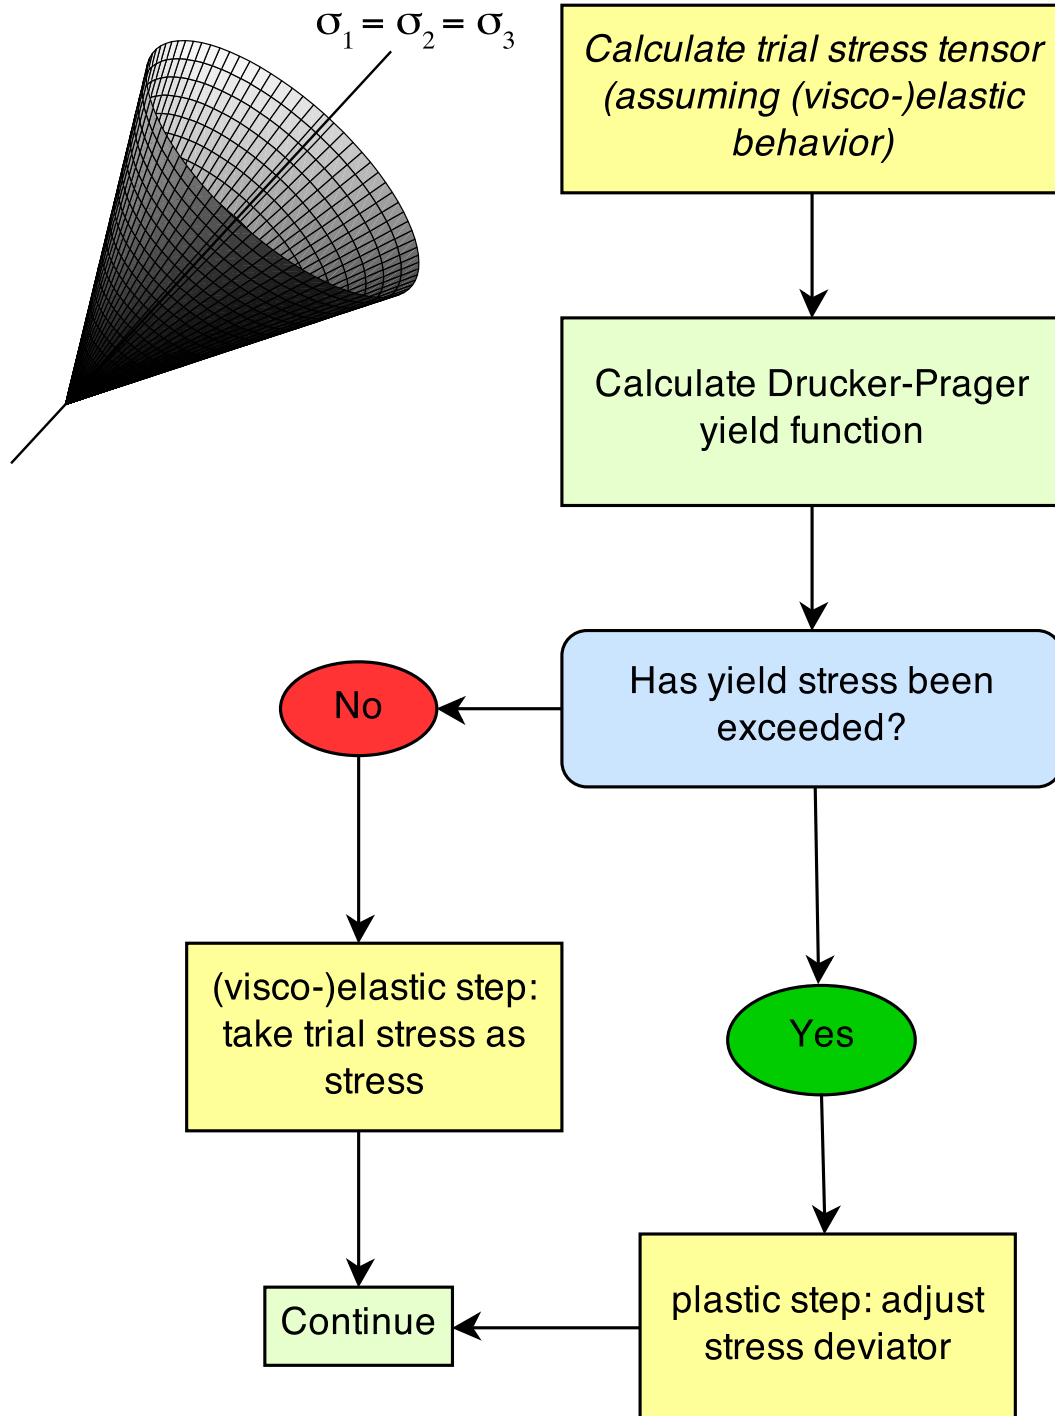 σ1 = σ2 = σ3
Calculate trial stress tensor
(assuming (visco-)elastic
behavior)
Calculate Drucker-Prager
yield function
Has yield stress been
exceeded?
No
(visco-)elastic step:
take trial stress as
stress
Yes
plastic step: adjust
stress deviator
Continue